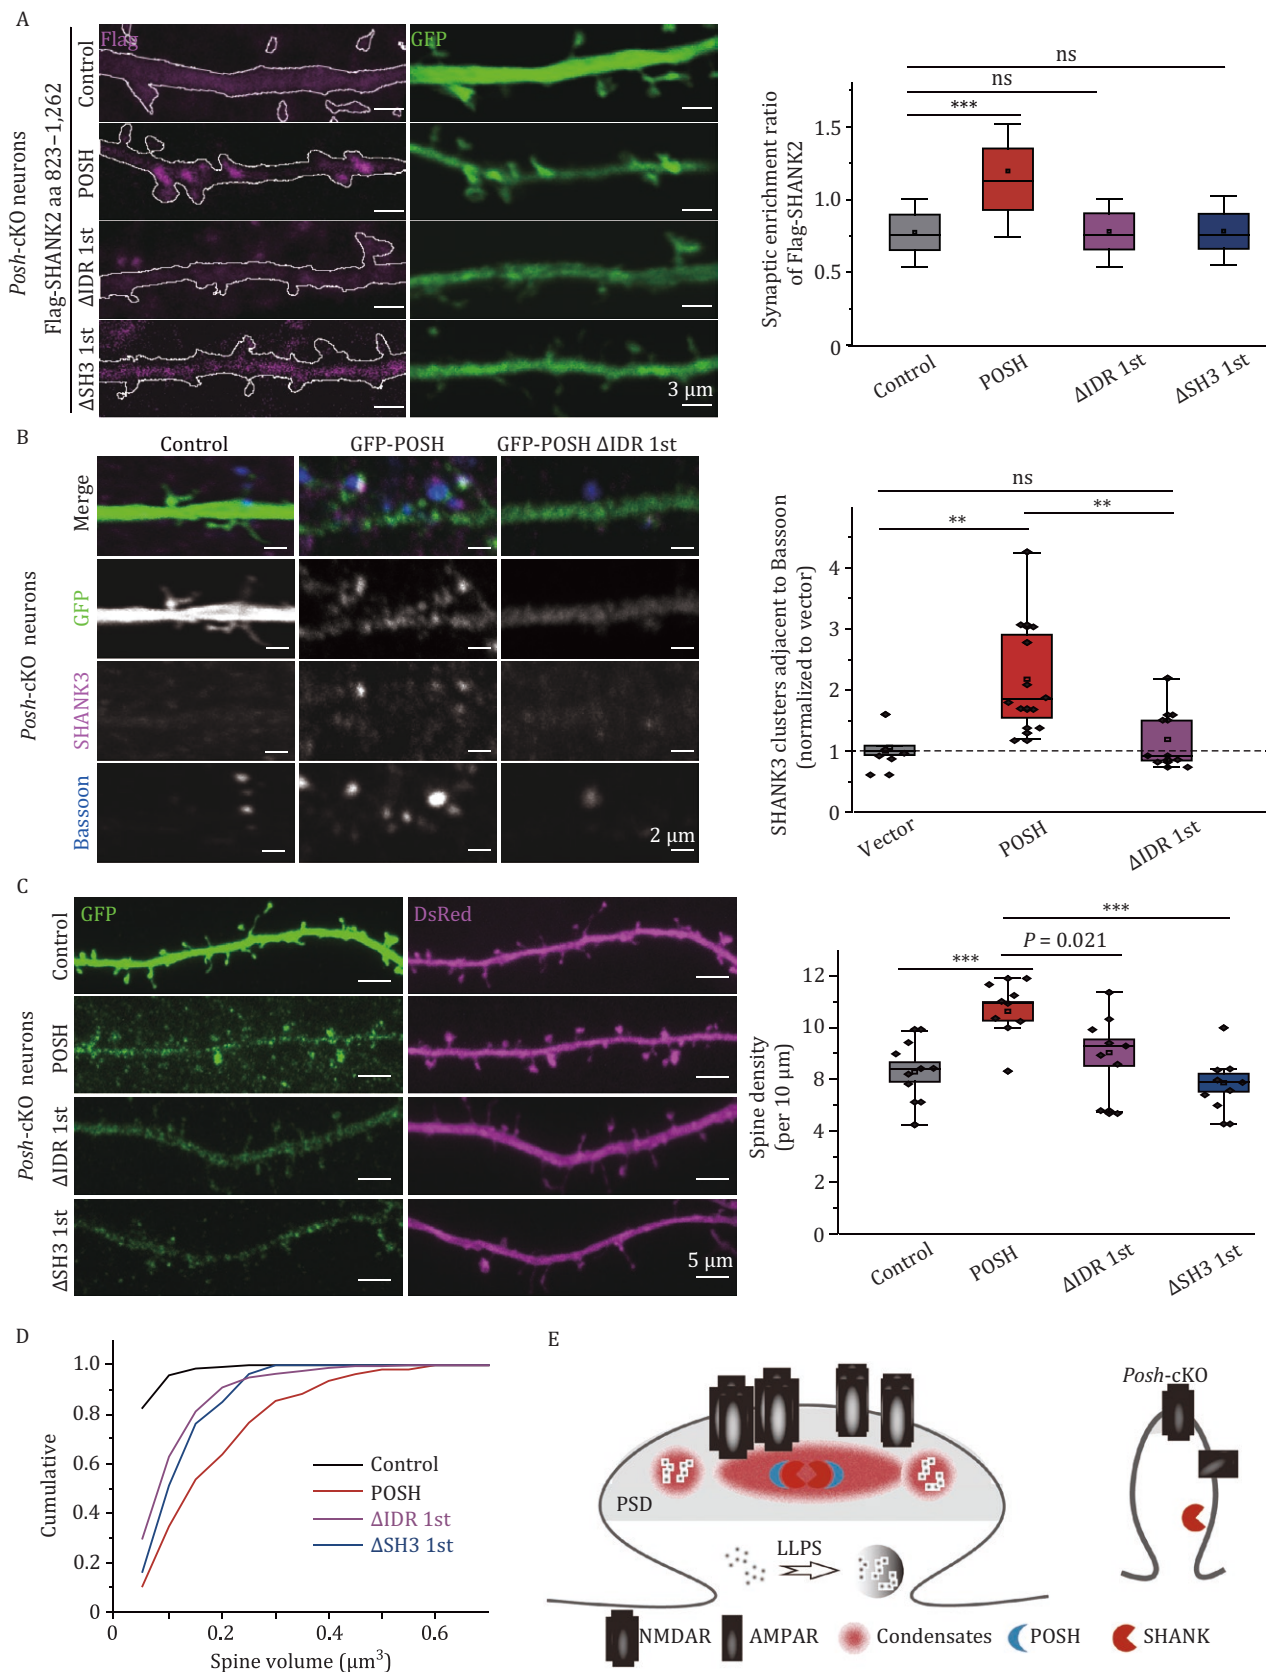 A
Posh-cKO neurons
Flag-SHANK2 aa 823–1,262
Control
POSH
ΔIDR 1st
ΔSH3 1st
Flag
GFP
3 μm
Synaptic enrichment ratio
of Flag-SHANK2
ns
ns
***
1.5
1.0
0.5
0
Control
POSH
ΔIDR 1st
ΔSH3 1st
B
Control
GFP-POSH
GFP-POSH ΔIDR 1st
Posh-cKO neurons
Merge
GFP
SHANK3
Bassoon
2 μm
SHANK3 clusters adjacent to Bassoon
(normalized to vector)
ns
**
**
4
3
2
1
0
Vector
POSH
ΔIDR 1st
C
Posh-cKO neurons
Control
POSH
ΔIDR 1st
ΔSH3 1st
GFP
DsRed
5 μm
Spine density
(per 10 μm)
***
P = 0.021
***
12
10
8
4
2
0
Control
POSH
ΔIDR 1st
ΔSH3 1st
D
Cumulative
1.0
0.8
0.6
0.4
0.2
0
Control
POSH
ΔIDR 1st
ΔSH3 1st
0
0.2
0.4
0.6
Spine volume (μm³)
E
Posh-cKO
PSD
LLPS
NMDAR
AMPAR
Condensates
POSH
SHANK